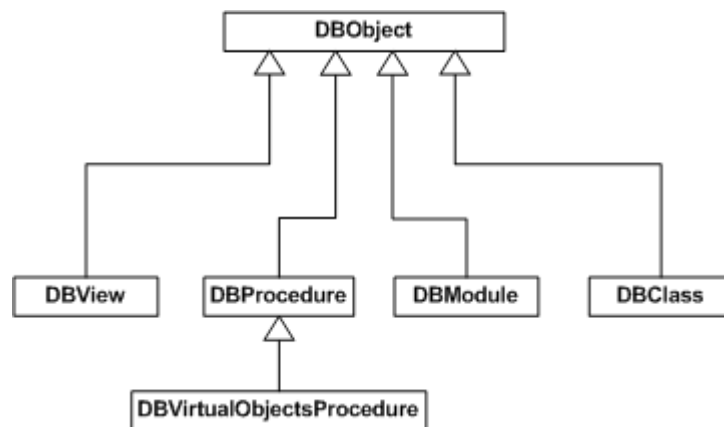 DBObject
DBView
DBProcedure
DBModule
DBClass
DBVirtualObjectsProcedure